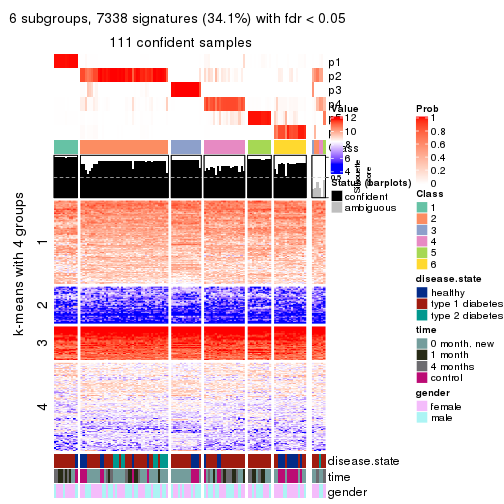 6 subgroups, 7338 signatures (34.1%) with fdr < 0.05
111 confident samples
p1
p2
p3
p4
Value
12
10
8
6
4
Prob
1
0.8
0.6
0.4
0.2
0
Silhouette
score
Status (barplots)
confident
ambiguous
Class
1
2
3
4
5
6
k-means with 4 groups
1
2
3
4
disease.state
healthy
type 1 diabetes
type 2 diabetes
time
0 month. new
1 month
4 months
control
gender
female
male
disease.state
time
gender